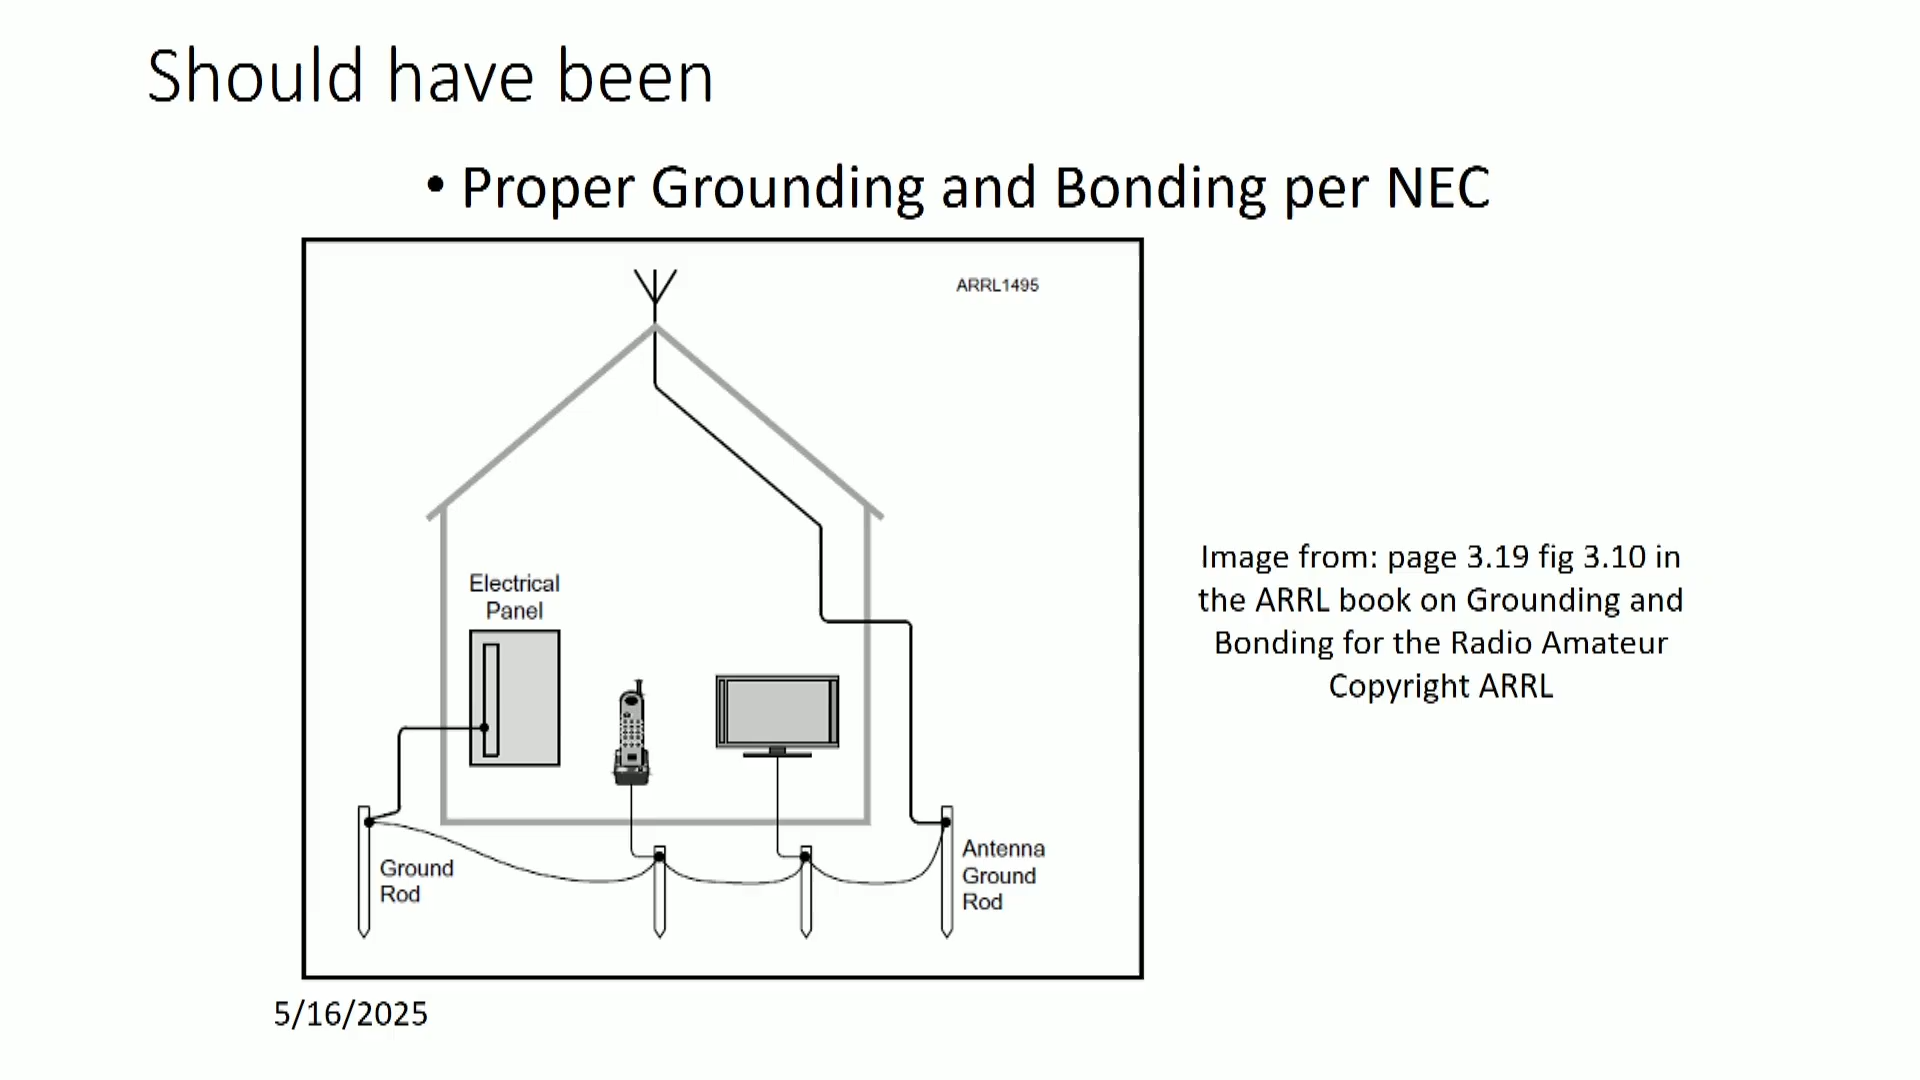 Should have been
• Proper Grounding and Bonding per NEC
ARRL1495
Electrical
Panel
Ground
Rod
Antenna
Ground
Rod
Image from: page 3.19 fig 3.10 in
the ARRL book on Grounding and
Bonding for the Radio Amateur
Copyright ARRL
5/16/2025